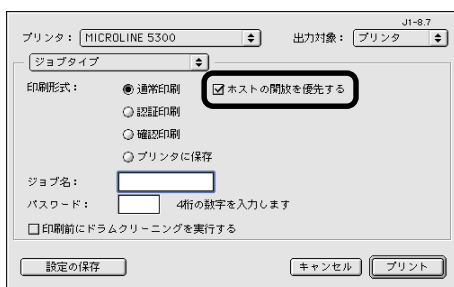 J1-8.7
プリンタ： MICROLINE 5300 出力対象： プリンタ
ジョブタイプ
印刷形式： 通常印刷 ホストの開放を優先する
認証印刷
確認印刷
プリンタに保存
ジョブ名：
パスワード： 4桁の数字を入力します
印刷前にドラムクリーニングを実行する
設定の保存 キャンセル プリント